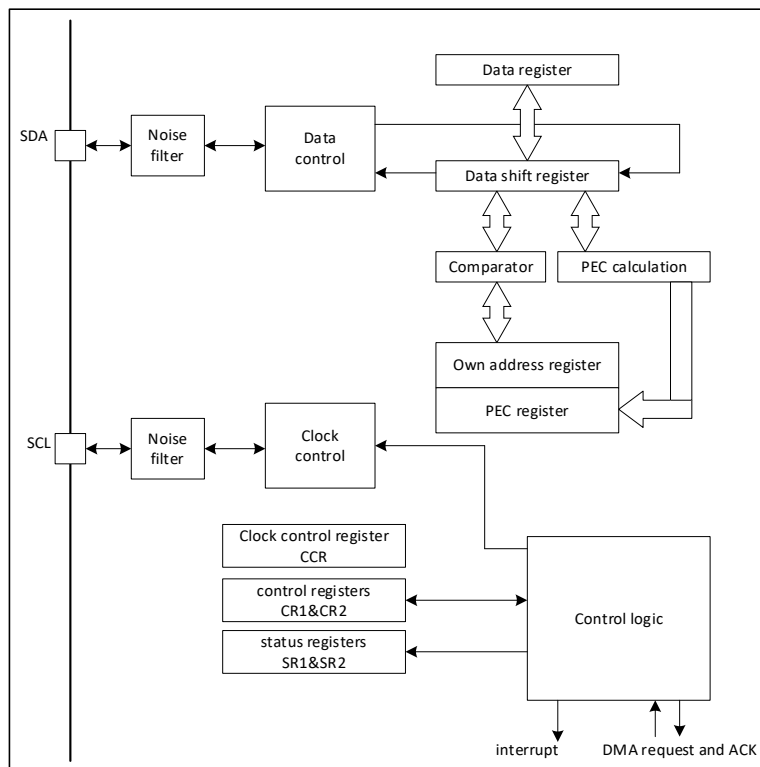 Data register
SDA
Noise
filter
Data
control
Data shift register
Comparator
PEC calculation
Own address register
PEC register
SCL
Noise
filter
Clock
control
Clock control register
CCR
control registers
CR1&CR2
status registers
SR1&SR2
Control logic
interrupt
DMA request and ACK